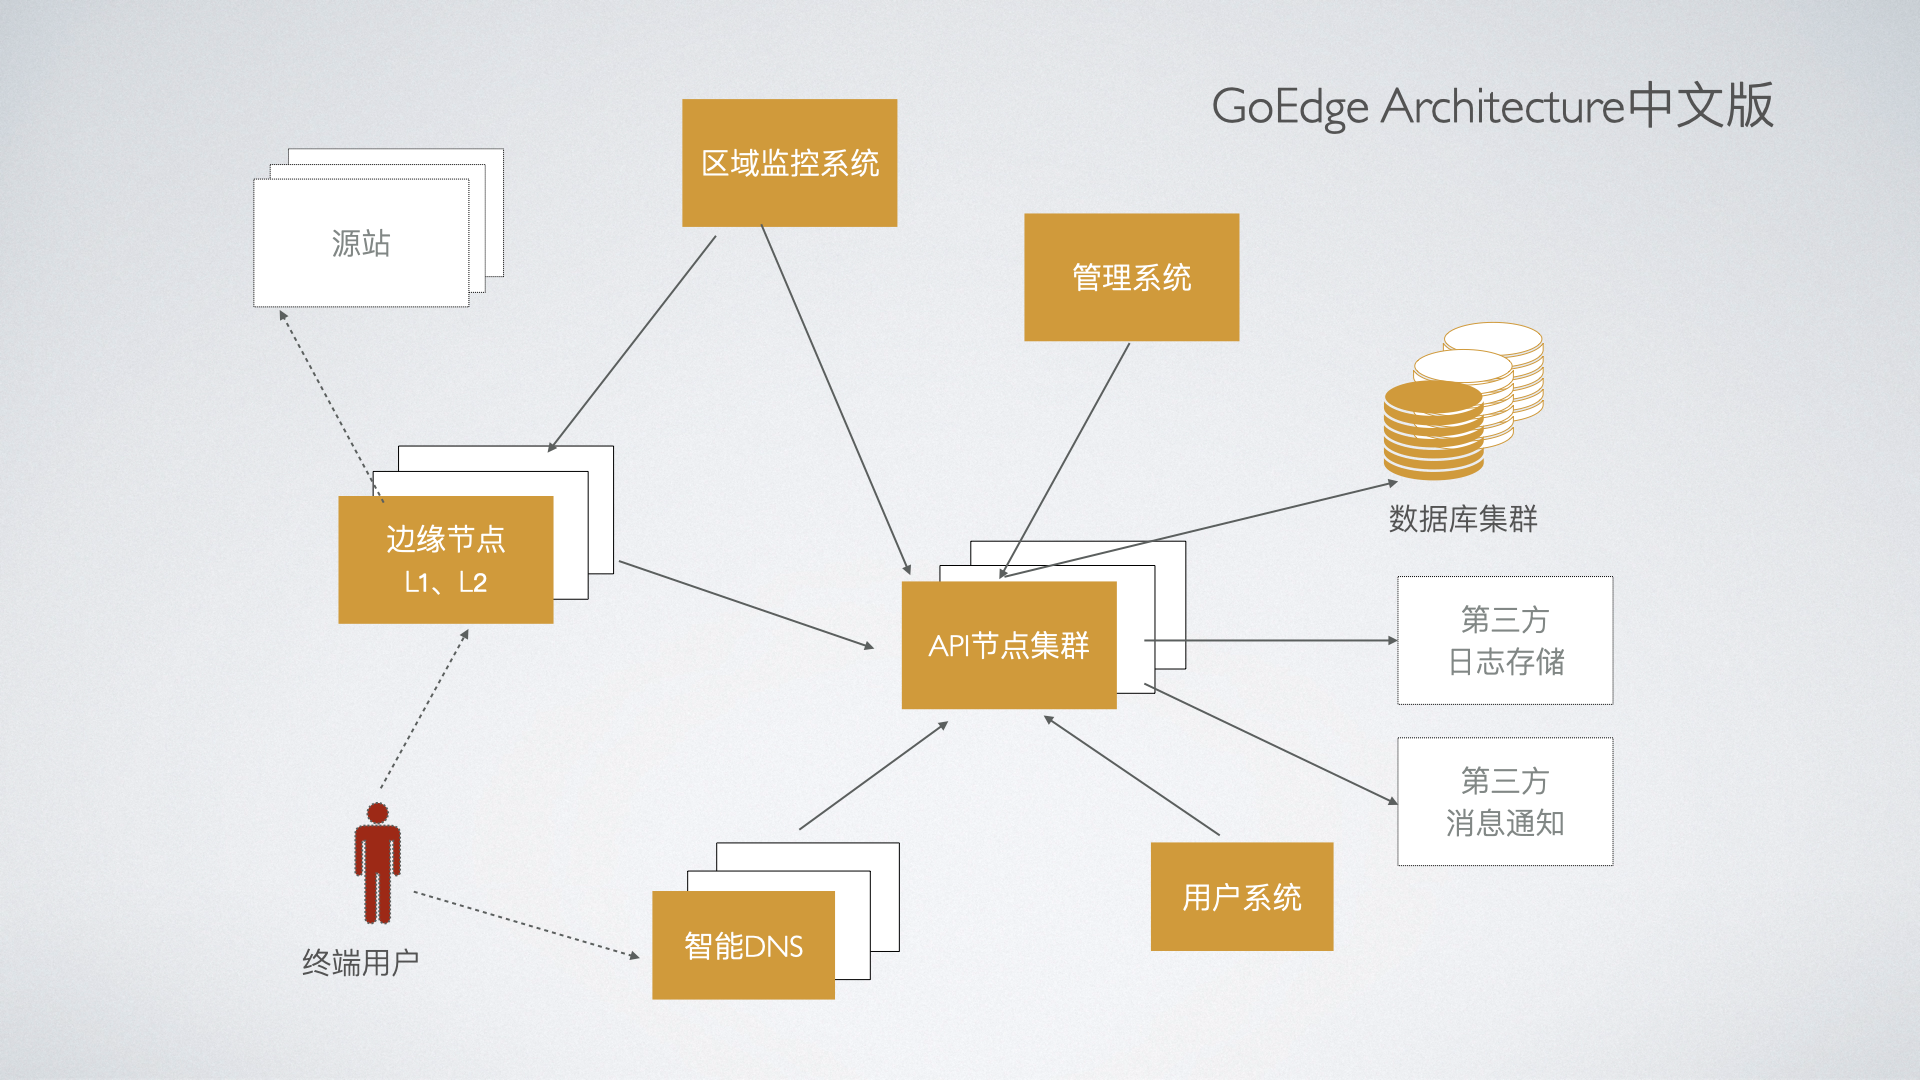 GoEdge Architecture中文版
区域监控系统
源站
管理系统
数据库集群
边缘节点
L1、L2
API节点集群
第三方
日志存储
第三方
消息通知
用户系统
智能DNS
终端用户